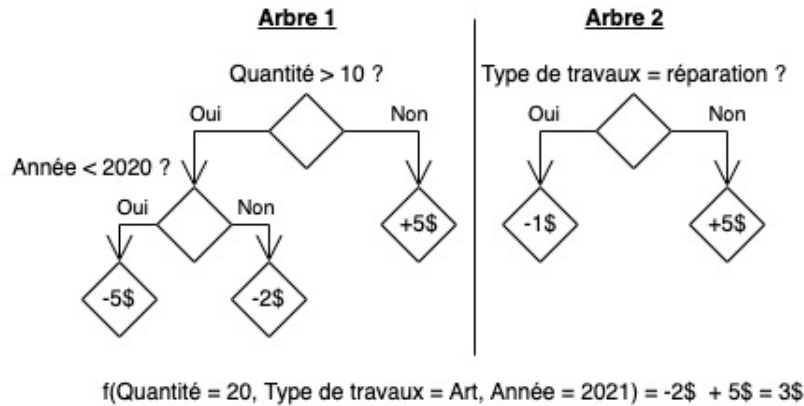 Arbre 1
Quantité > 10 ?
Oui
Non
Année < 2020 ?
Oui
Non
+5$
-5$
-2$
Arbre 2
Type de travaux = réparation ?
Oui
Non
-1$
+5$
f(Quantité = 20, Type de travaux = Art, Année = 2021) = -2$ + 5$ = 3$